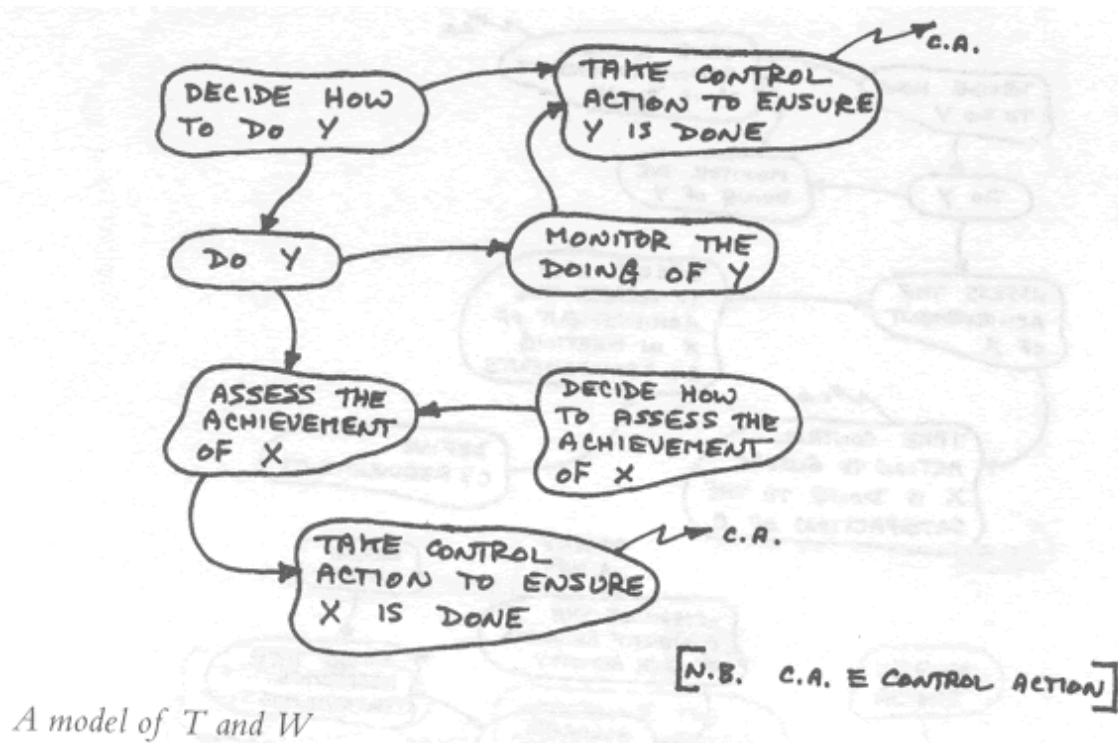 C.A.
DECIDE HOW
TO DO Y
TAKE CONTROL
ACTION TO ENSURE
Y IS DONE
DO Y
MONITOR THE
DOING OF Y
ASSESS THE
ACHIEVEMENT
OF X
DECIDE HOW
TO ASSESS THE
ACHIEVEMENT
OF X
TAKE CONTROL
ACTION TO ENSURE
X IS DONE
C.A.
[N.B. C.A. E CONTROL ACTION]
A model of T and W